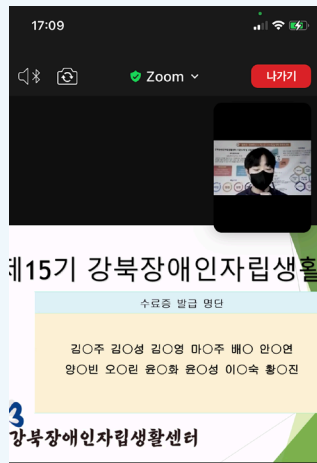 17:09
Zoom
나가기
제15기 강북장애인자립생활
수료증 발급 명단
김○주 김○성 김○영 마○주 배○ 안○연
양○빈 오○린 윤○화 윤○성 이○숙 황○진
강북장애인자립생활센터